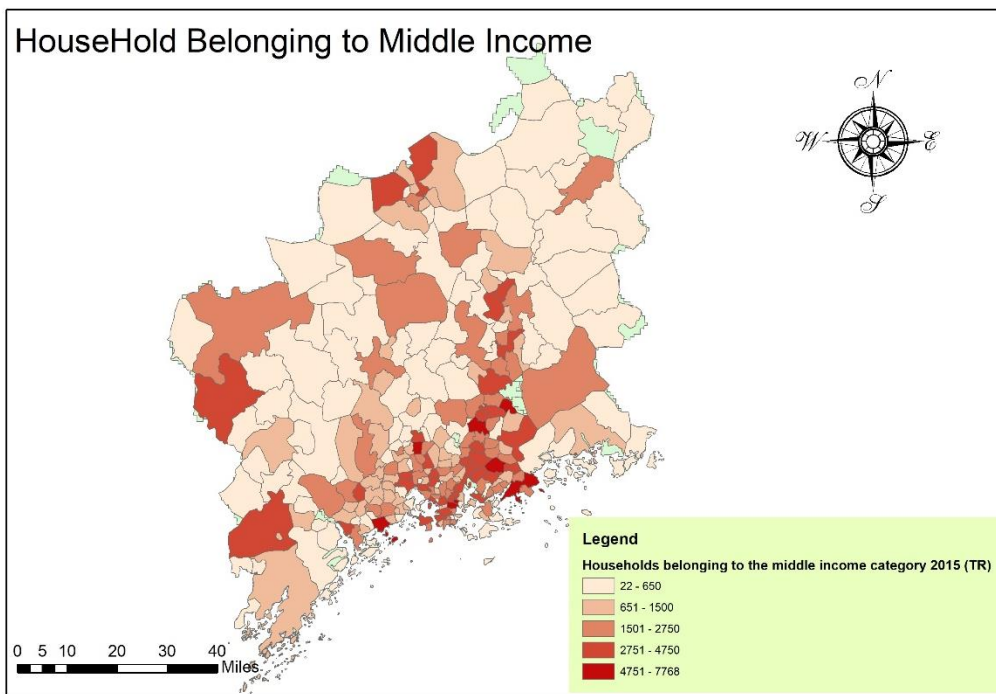 HouseHold Belonging to Middle Income
N
W E
S
Legend
Households belonging to the middle income category 2015 (TR)
22 - 650
651 - 1500
1501 - 2750
2751 - 4750
4751 - 7768
0 5 10 20 30 40
Miles